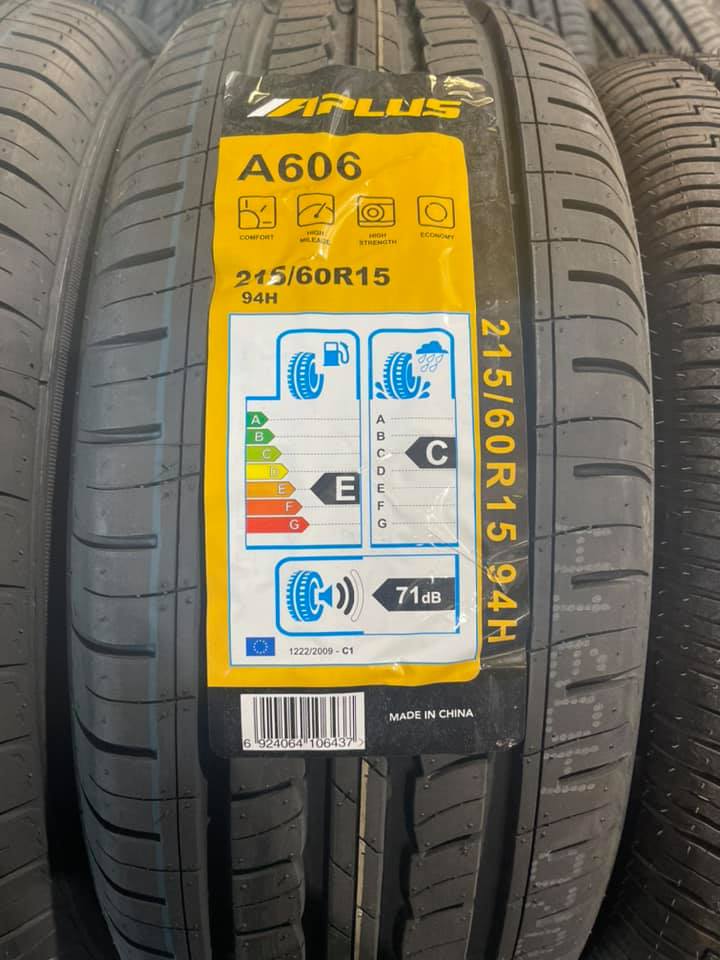 APLUS
A606
COMFORT
HIGH MILEAGE
HIGH STRENGTH
ECONOMY
215/60R15
94H
A
B
C
D
E
F
G
E
A
B
C
D
E
F
G
C
71dB
1222/2009 - C1
215/60R15 94H
6 924064 106437 >
MADE IN CHINA